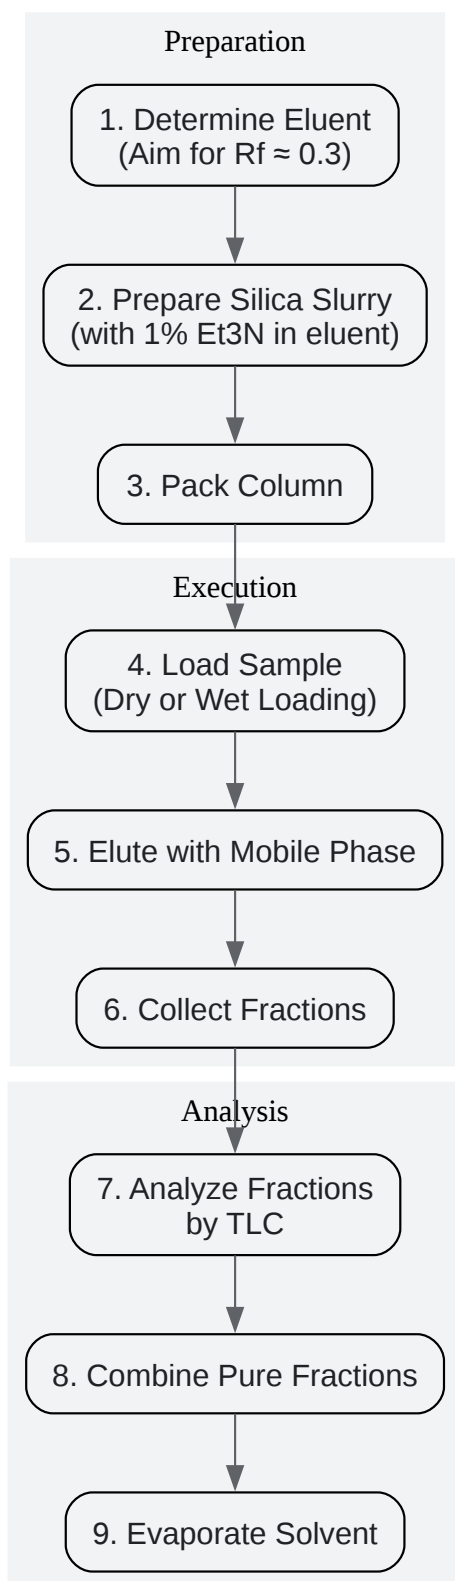 Preparation
1. Determine Eluent
(Aim for Rf ≈ 0.3)
2. Prepare Silica Slurry
(with 1% Et3N in eluent)
3. Pack Column
Execution
4. Load Sample
(Dry or Wet Loading)
5. Elute with Mobile Phase
6. Collect Fractions
Analysis
7. Analyze Fractions
by TLC
8. Combine Pure Fractions
9. Evaporate Solvent